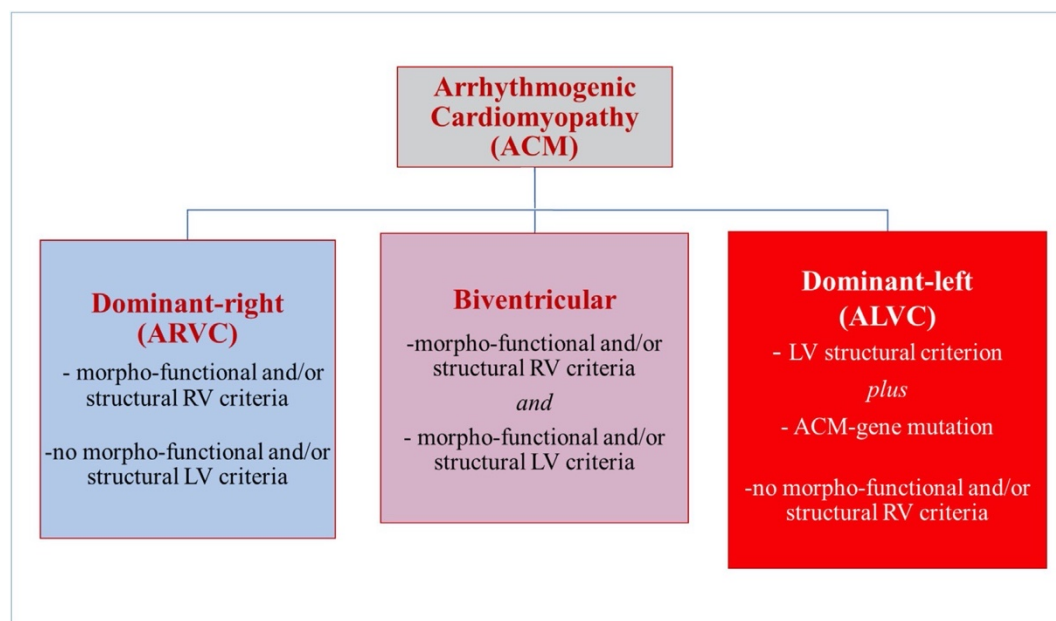 Arrhythmogenic
Cardiomyopathy
(ACM)
Dominant-right
(ARVC)
- morpho-functional and/or
structural RV criteria
-no morpho-functional and/or
structural LV criteria
Biventricular
-morpho-functional and/or
structural RV criteria
and
- morpho-functional and/or
structural LV criteria
Dominant-left
(ALVC)
- LV structural criterion
plus
- ACM-gene mutation
-no morpho-functional and/or
structural RV criteria